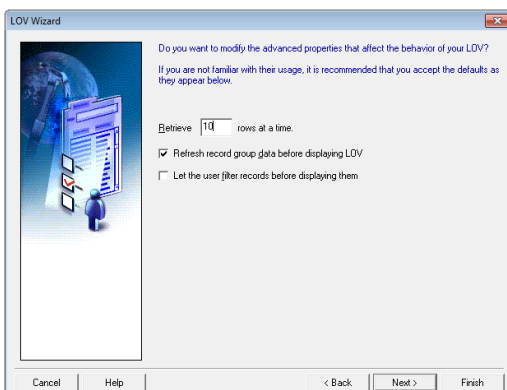 LOV Wizard
Do you want to modify the advanced properties that affect the behavior of your LOV?
If you are not familiar with their usage, it is recommended that you accept the defaults as
they appear below.
Retrieve 10 rows at a time.
Refresh record group data before displaying LOV
Let the user filter records before displaying them
Cancel Help < Back Next > Finish